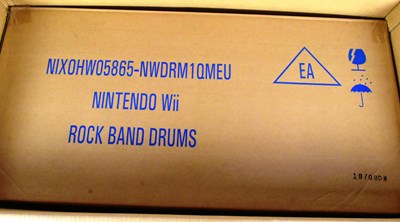 NIXOHW05865-NWDRM1QMEU
EA
NINTENDO Wii
ROCK BAND DRUMS